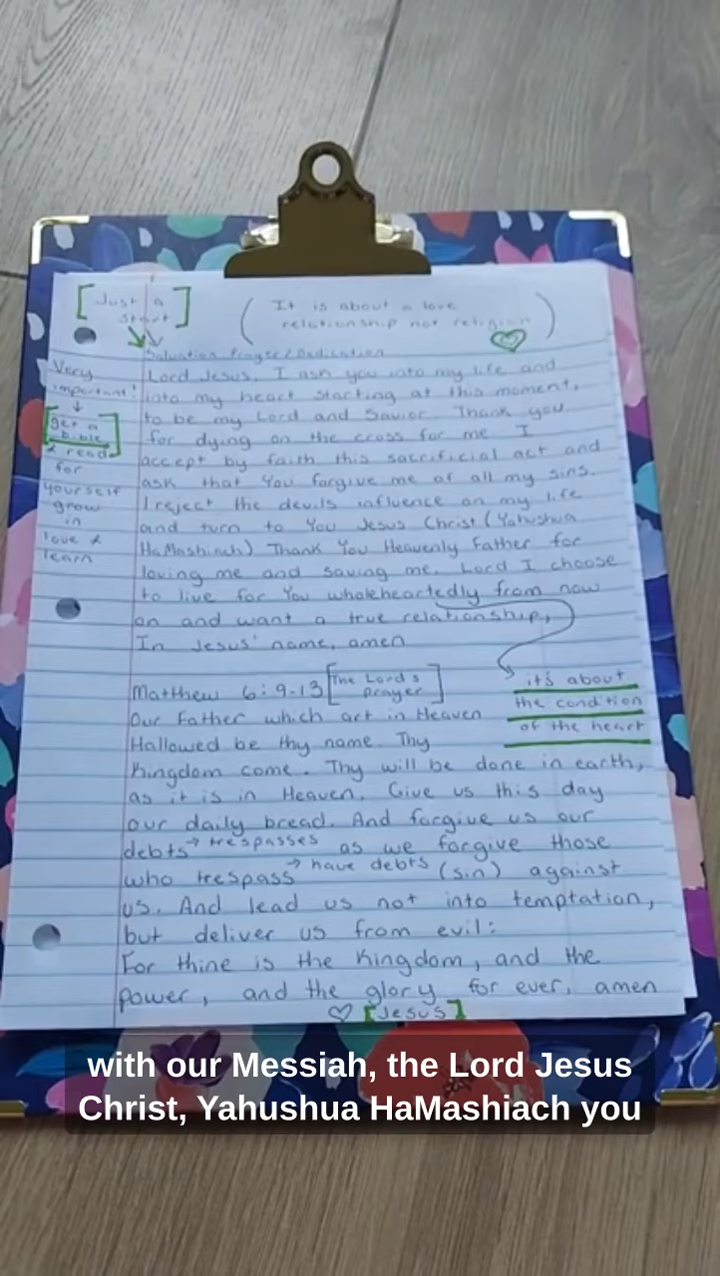 [Just a
start]
(It is about a love
relationship not religion)
Salvation Prayer/Dedication
Lord Jesus, I ask you into my life and
into my heart starting at this moment,
to be my Lord and Savior. Thank you
for dying on the cross for me I
accept by faith this sacrificial act and
ask that You forgive me of all my sins.
I reject the devils influence on my life
and turn to You Jesus Christ (Yahushua
HaMashiach) Thank You Heavenly Father for
loving me and saving me. Lord I choose
to live for You wholeheartedly from now
on and want a true relationship,
In Jesus' name, amen
Very
important!
[get a
bible]
& read
for
yourself
grow
in
love &
learn
it's about
the condition
of the heart
Matthew 6:9-13 [The Lord's
prayer]
Our Father which art in Heaven
Hallowed be thy name. Thy
Kingdom come. Thy will be done in earth,
as it is in Heaven. Give us this day
our daily bread. And forgive us our
debts → trespasses as we forgive those
who trespass → have debts (sin) against
us. And lead us not into temptation,
but deliver us from evil:
For thine is the Kingdom, and the
power, and the glory for ever, amen
♡ [Jesus]
with our Messiah, the Lord Jesus
Christ, Yahushua HaMashiach you